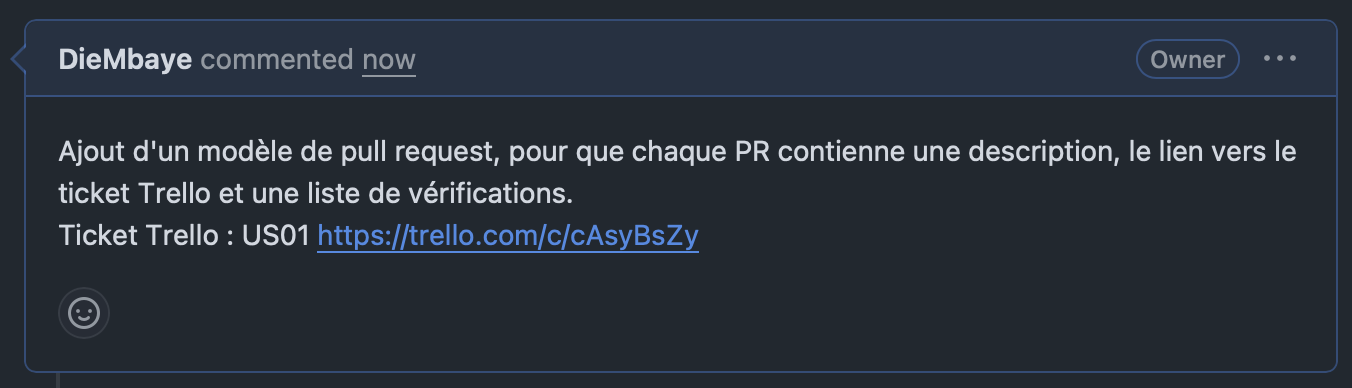 DieMbaye commented now
Owner
Ajout d'un modèle de pull request, pour que chaque PR contienne une description, le lien vers le
ticket Trello et une liste de vérifications.
Ticket Trello : US01 https://trello.com/c/cAsyBsZy